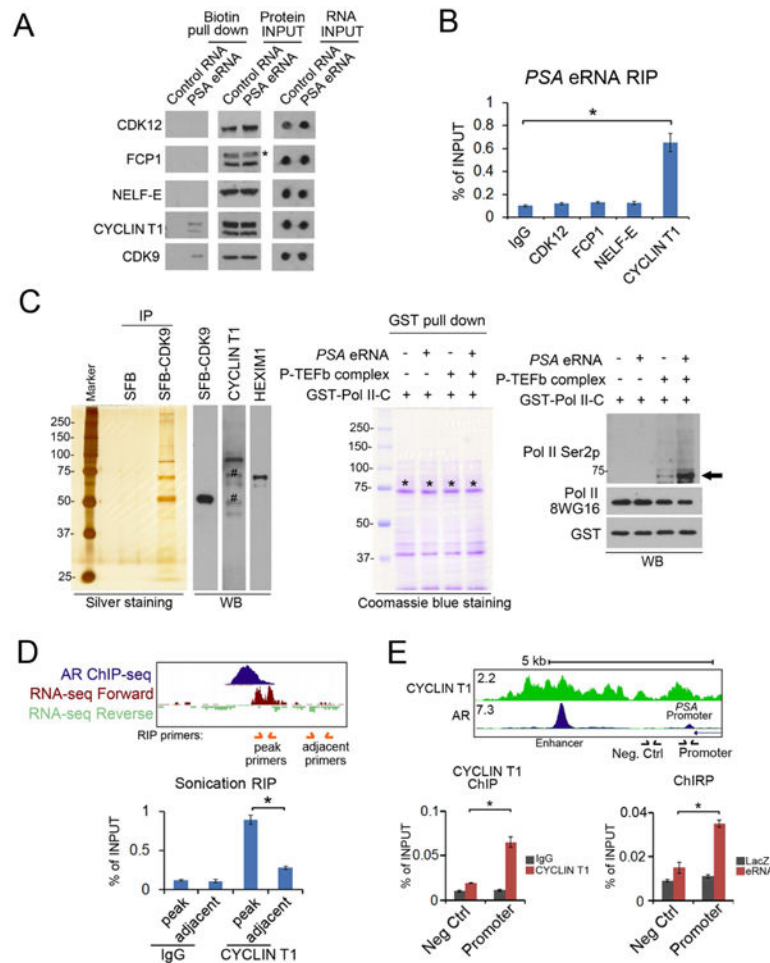 A
Biotin pull down
Protein INPUT
RNA INPUT
Control RNA
PSA eRNA
Control RNA
PSA eRNA
Control RNA
PSA eRNA
CDK12
FCP1
*
NELF-E
CYCLIN T1
CDK9
B
PSA eRNA RIP
*
% of INPUT
0.8
0.6
0.4
0.2
0
IgG
CDK12
FCP1
NELF-E
CYCLIN T1
C
IP
Marker
SFB
SFB-CDK9
SFB-CDK9
CYCLIN T1
HEXIM1
250-
150-
100-
75-
50-
37-
25-
#
#
Silver staining
WB
GST pull down
PSA eRNA - + - +
P-TEFb complex - - + +
GST-Pol II-C + + + +
250-
150-
100-
75-
50-
37-
* * * *
Coomassie blue staining
PSA eRNA - + - +
P-TEFb complex - - + +
GST-Pol II-C + + + +
Pol II Ser2p
75-
Pol II
8WG16
GST
WB
D
AR ChIP-seq
RNA-seq Forward
RNA-seq Reverse
RIP primers:
peak primers
adjacent primers
Sonication RIP
*
% of INPUT
1
0.5
0
peak
adjacent
peak
adjacent
IgG
CYCLIN T1
E
5 kb
CYCLIN T1
2.2
AR
7.3
PSA
Promoter
Enhancer
Neg. Ctrl
Promoter
CYCLIN T1
ChIP
*
% of INPUT
0.1
0.05
0
IgG
CYCLIN T1
Neg Ctrl
Promoter
ChIRP
*
% of INPUT
0.04
0.02
0
LacZ
eRNA
Neg Ctrl
Promoter